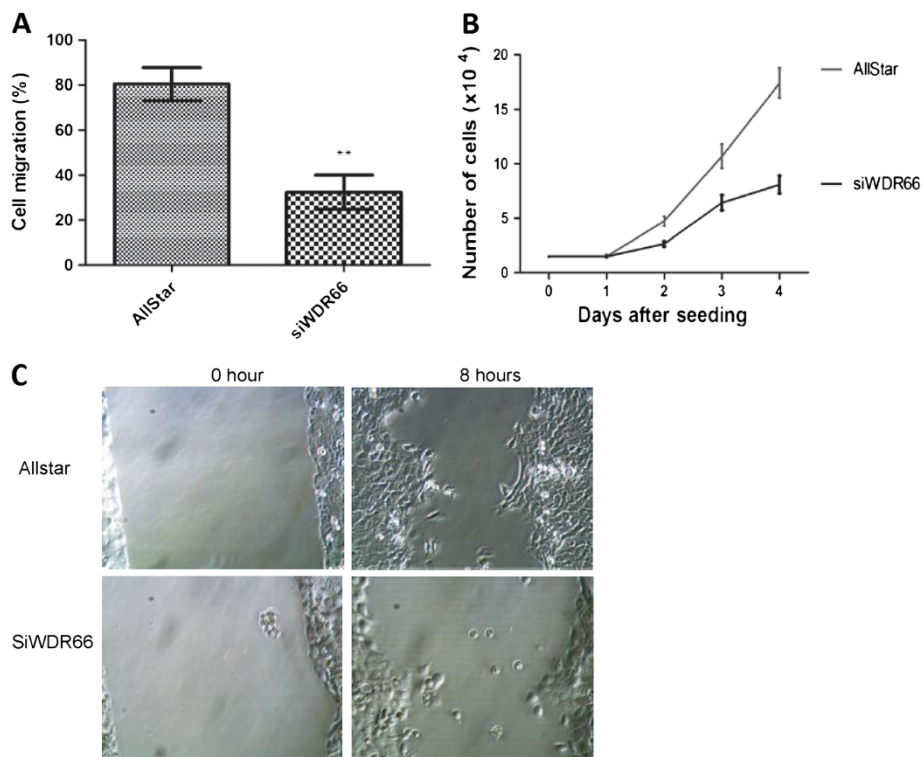 A
Cell migration (%)
100
80
60
40
20
0
**
AllStar
siWDR66
B
Number of cells (x10 4)
20
15
10
5
0
0 1 2 3 4
Days after seeding
AllStar
siWDR66
C
0 hour 8 hours
Allstar
SiWDR66